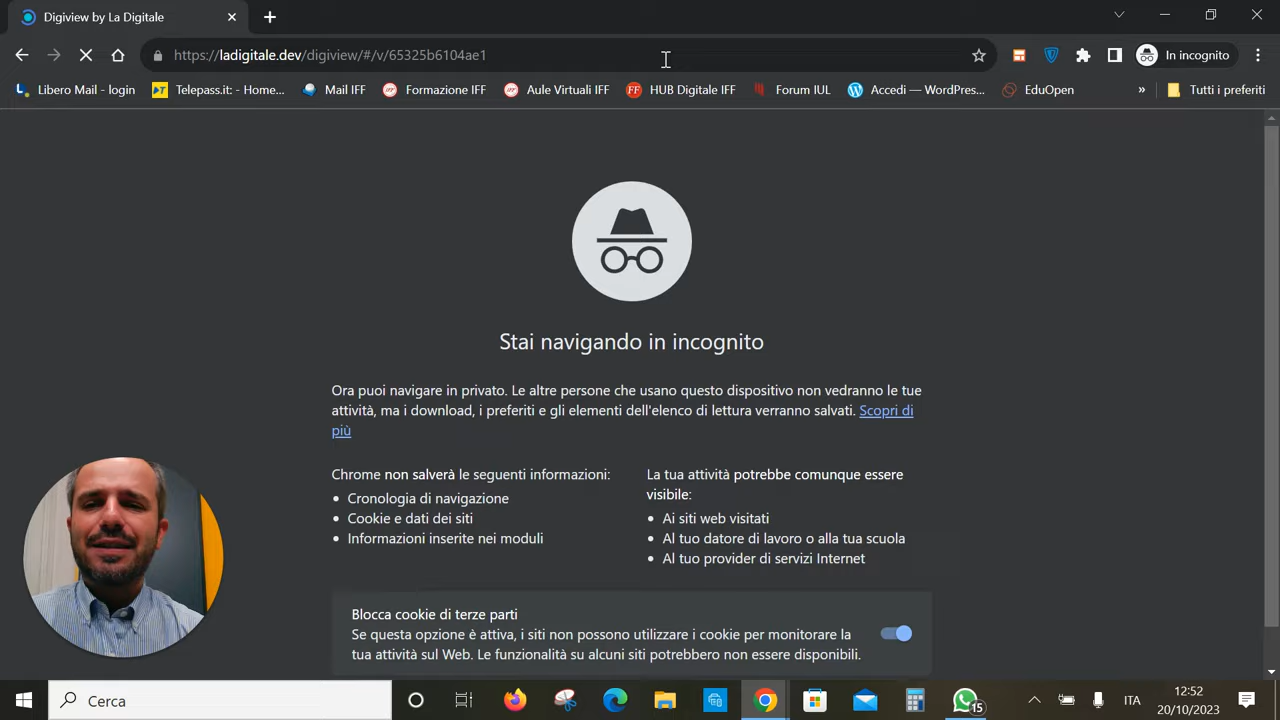 Digiview by La Digitale
https://ladigitale.dev/digiview/#/v/65325b6104ae1
In incognito
Libero Mail - login
Telepass.it: - Home...
Mail IFF
Formazione IFF
Aule Virtuali IFF
HUB Digitale IFF
Forum IUL
Accedi — WordPres...
EduOpen
»
Tutti i preferiti
Stai navigando in incognito
Ora puoi navigare in privato. Le altre persone che usano questo dispositivo non vedranno le tue
attività, ma i download, i preferiti e gli elementi dell'elenco di lettura verranno salvati. Scopri di
più
Chrome non salverà le seguenti informazioni:
• Cronologia di navigazione
• Cookie e dati dei siti
• Informazioni inserite nei moduli
La tua attività potrebbe comunque essere
visibile:
• Ai siti web visitati
• Al tuo datore di lavoro o alla tua scuola
• Al tuo provider di servizi Internet
Blocca cookie di terze parti
Se questa opzione è attiva, i siti non possono utilizzare i cookie per monitorare la
tua attività sul Web. Le funzionalità su alcuni siti potrebbero non essere disponibili.
Cerca
15
ITA
12:52
20/10/2023